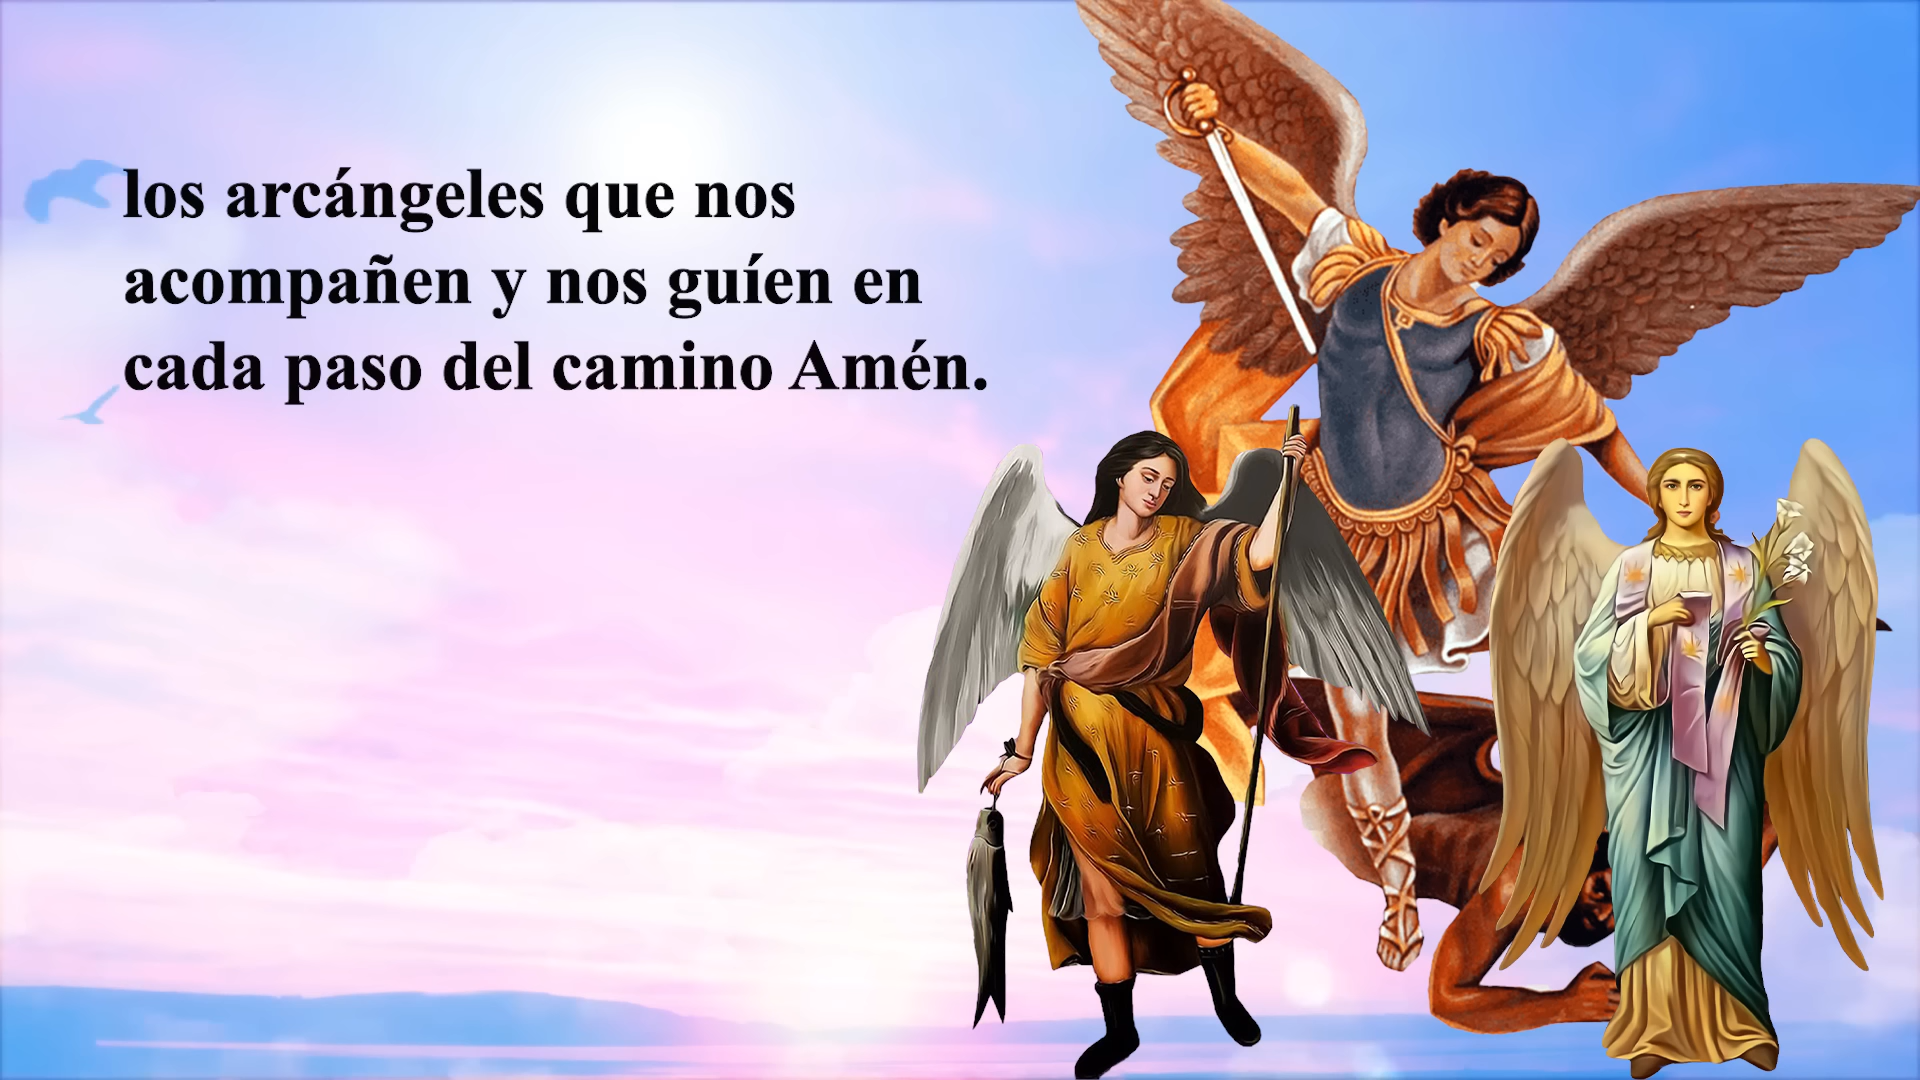 los arcángeles que nos
acompañen y nos guíen en
cada paso del camino Amén.